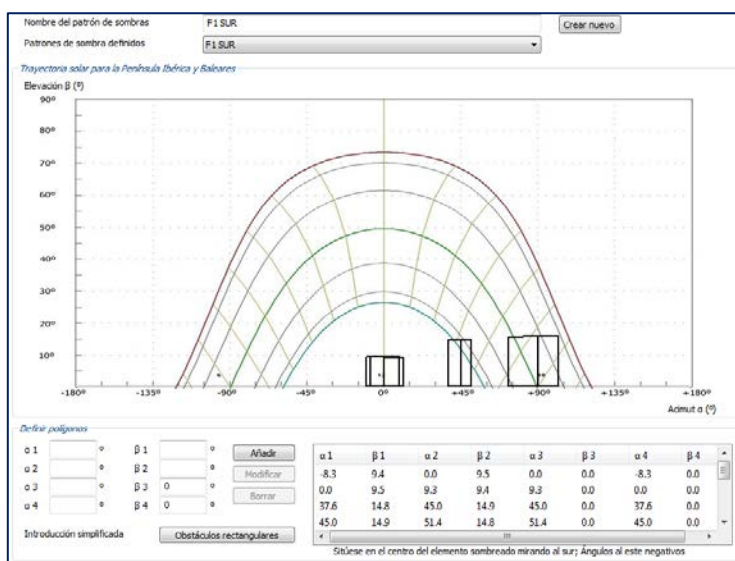 Nombre del patrón de sombras F1 SUR Crear nuevo
Patrones de sombra definidos F1 SUR
Trayectoria solar para la Península Ibérica y Baleares
Elevación β (º)
90º
80º
70º
60º
50º
40º
30º
20º
10º
-180º -135º -90º -45º 0º +45º +90º +135º +180º
Acimut α (º)
Definir polígonos
α 1 º β 1 º Añadir
α 2 º β 2 º Modificar
α 3 º β 3 0 º Borrar
α 4 º β 4 0 º
Introducción simplificada Obstáculos rectangulares
α 1 β 1 α 2 β 2 α 3 β 3 α 4 β 4
-8.3 9.4 0.0 9.5 0.0 0.0 -8.3 0.0
0.0 9.5 9.3 9.4 9.3 0.0 0.0 0.0
37.6 14.8 45.0 14.9 45.0 0.0 37.6 0.0
45.0 14.9 51.4 14.8 51.4 0.0 45.0 0.0
Sitúese en el centro del elemento sombreado mirando al sur; Ángulos al este negativos